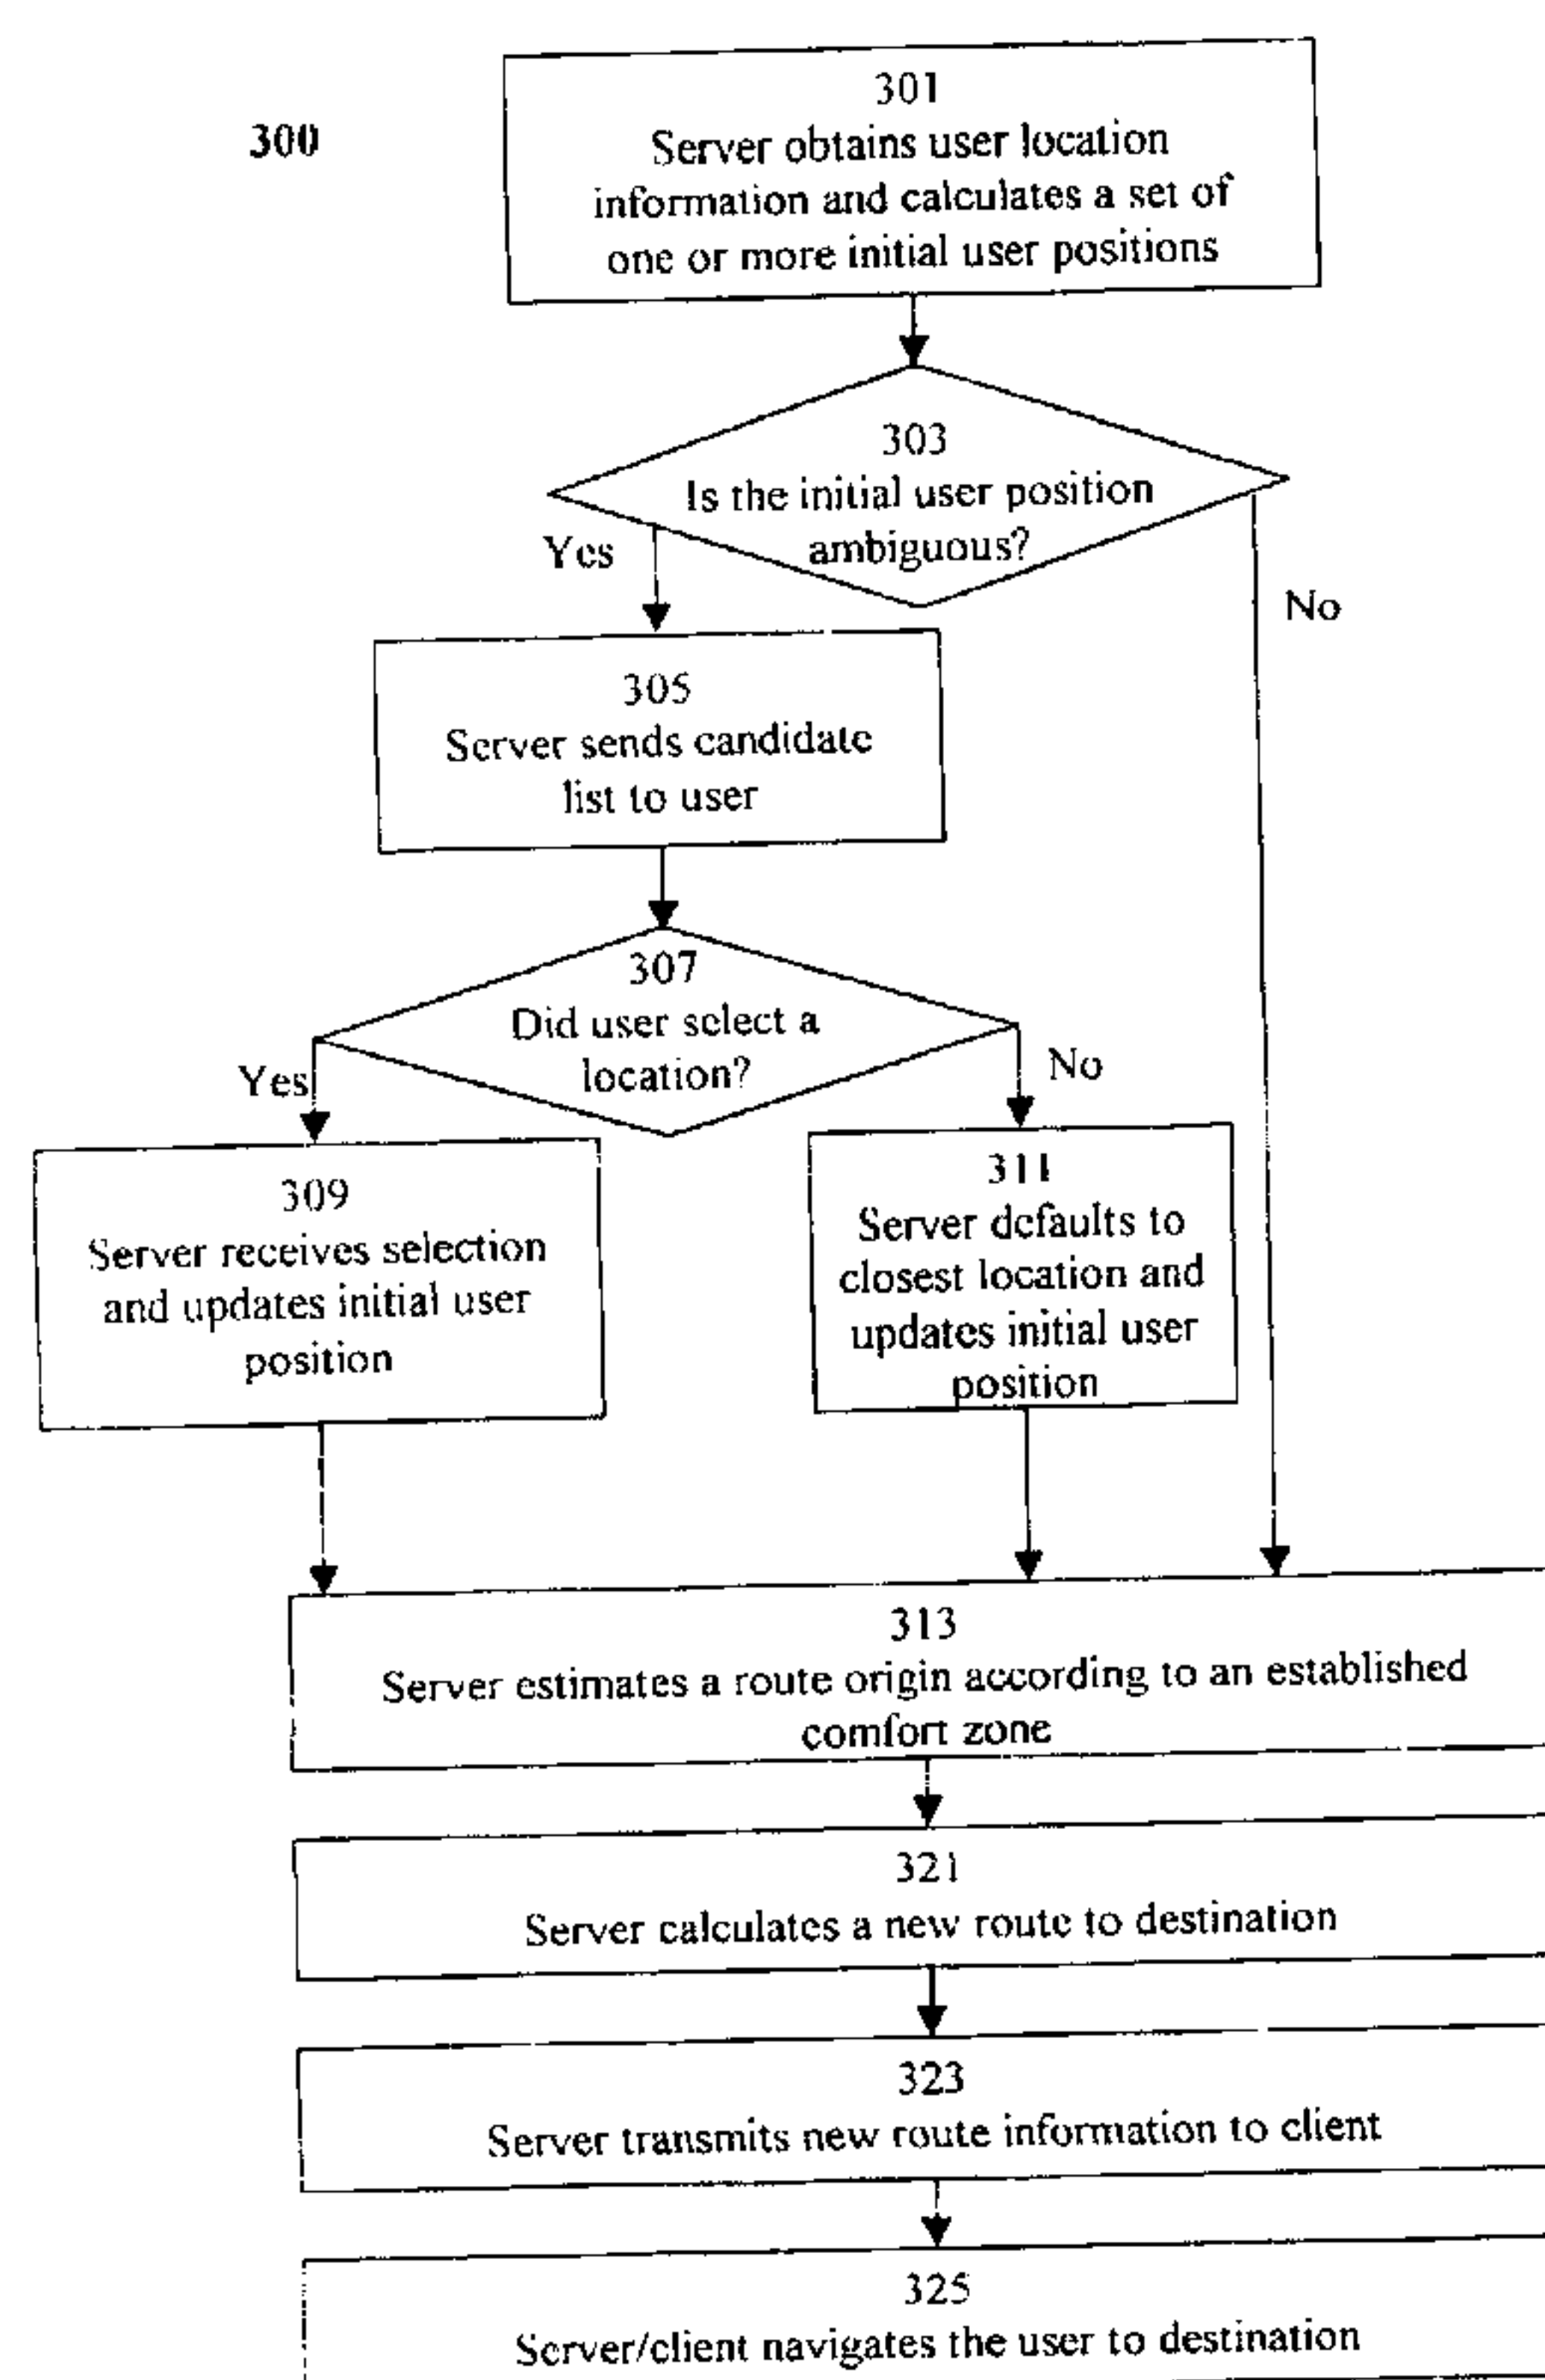 300
301
Server obtains user location
information and calculates a set of
one or more initial user positions
303
Is the initial user position
ambiguous?
Yes
No
305
Server sends candidate
list to user
307
Did user select a
location?
Yes
No
309
Server receives selection
and updates initial user
position
311
Server defaults to
closest location and
updates initial user
position
313
Server estimates a route origin according to an established
comfort zone
321
Server calculates a new route to destination
323
Server transmits new route information to client
325
Server/client navigates the user to destination